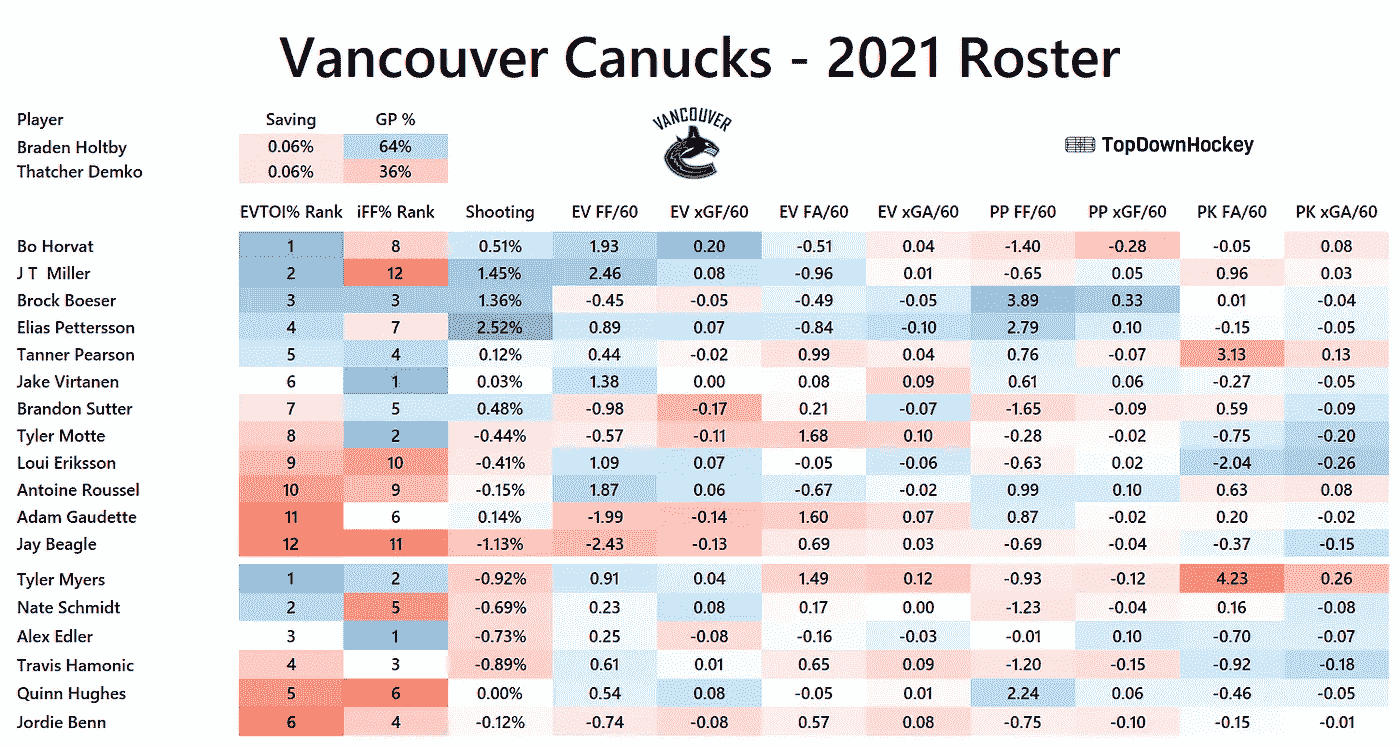 Vancouver Canucks - 2021 Roster
Player Saving GP %
VANCOUVER
TopDownHockey
Braden Holtby 0.06% 64%
Thatcher Demko 0.06% 36%
EVTOI% Rank iFF% Rank Shooting EV FF/60 EV xGF/60 EV FA/60 EV xGA/60 PP FF/60 PP xGF/60 PK FA/60 PK xGA/60
Bo Horvat 1 8 0.51% 1.93 0.20 -0.51 0.04 -1.40 -0.28 -0.05 0.08
J T Miller 2 12 1.45% 2.46 0.08 -0.96 0.01 -0.65 0.05 0.96 0.03
Brock Boeser 3 3 1.36% -0.45 -0.05 -0.49 -0.05 3.89 0.33 0.01 -0.04
Elias Pettersson 4 7 2.52% 0.89 0.07 -0.84 -0.10 2.79 0.10 -0.15 -0.05
Tanner Pearson 5 4 0.12% 0.44 -0.02 0.99 0.04 0.76 -0.07 3.13 0.13
Jake Virtanen 6 1 0.03% 1.38 0.00 0.08 0.09 0.61 0.06 -0.27 -0.05
Brandon Sutter 7 5 0.48% -0.98 -0.17 0.21 -0.07 -1.65 -0.09 0.59 -0.09
Tyler Motte 8 2 -0.44% -0.57 -0.11 1.68 0.10 -0.28 -0.02 -0.75 -0.20
Loui Eriksson 9 10 -0.41% 1.09 0.07 -0.05 -0.06 -0.63 0.02 -2.04 -0.26
Antoine Roussel 10 9 -0.15% 1.87 0.06 -0.67 -0.02 0.99 0.10 0.63 0.08
Adam Gaudette 11 6 0.14% -1.99 -0.14 1.60 0.07 0.87 -0.02 0.20 -0.02
Jay Beagle 12 11 -1.13% -2.43 -0.13 0.69 0.03 -0.69 -0.04 -0.37 -0.15
Tyler Myers 1 2 -0.92% 0.91 0.04 1.49 0.12 -0.93 -0.12 4.23 0.26
Nate Schmidt 2 5 -0.69% 0.23 0.08 0.17 0.00 -1.23 -0.04 0.16 -0.08
Alex Edler 3 1 -0.73% 0.25 -0.08 -0.16 -0.03 -0.01 0.10 -0.70 -0.07
Travis Hamonic 4 3 -0.89% 0.61 0.01 0.65 0.09 -1.20 -0.15 -0.92 -0.18
Quinn Hughes 5 6 0.00% 0.54 0.08 -0.05 0.01 2.24 0.06 -0.46 -0.05
Jordie Benn 6 4 -0.12% -0.74 -0.08 0.57 0.08 -0.75 -0.10 -0.15 -0.01